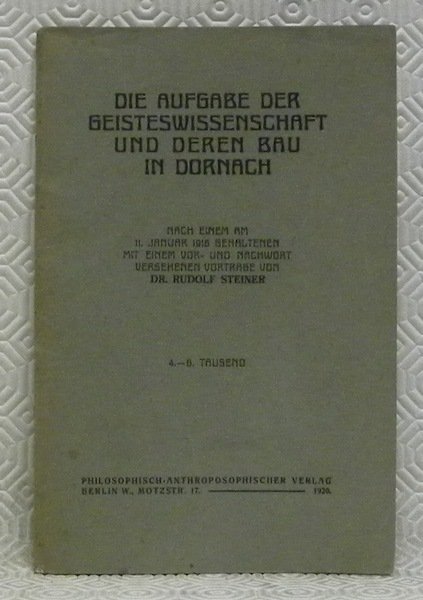 DIE AUFGABE DER
GEISTESWISSENSCHAFT
UND DEREN BAU
IN DORNACH
NACH EINEM AM
11. JANUAR 1916 GEHALTENEN
MIT EINEM VOR- UND NACHWORT
VERSEHENEN VORTRAGE VON
DR. RUDOLF STEINER
4.—6. TAUSEND
PHILOSOPHISCH-ANTHROPOSOPHISCHER VERLAG
BERLIN W., MOTZSTR. 17. ——— 1920.